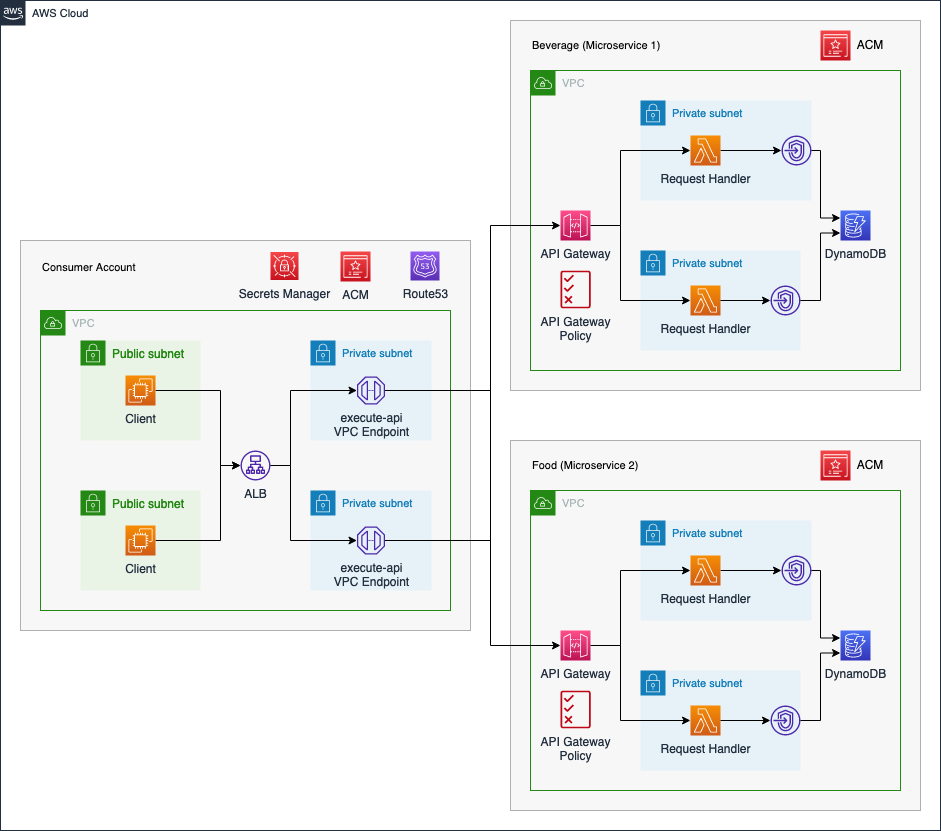 aws
AWS Cloud
Beverage (Microservice 1)
ACM
VPC
Private subnet
Request Handler
API Gateway
DynamoDB
Private subnet
API Gateway
Policy
Request Handler
Consumer Account
Secrets Manager
ACM
53
Route53
VPC
Public subnet
Client
Private subnet
execute-api
VPC Endpoint
ALB
Public subnet
Client
Private subnet
execute-api
VPC Endpoint
Food (Microservice 2)
ACM
VPC
Private subnet
Request Handler
API Gateway
DynamoDB
Private subnet
API Gateway
Policy
Request Handler